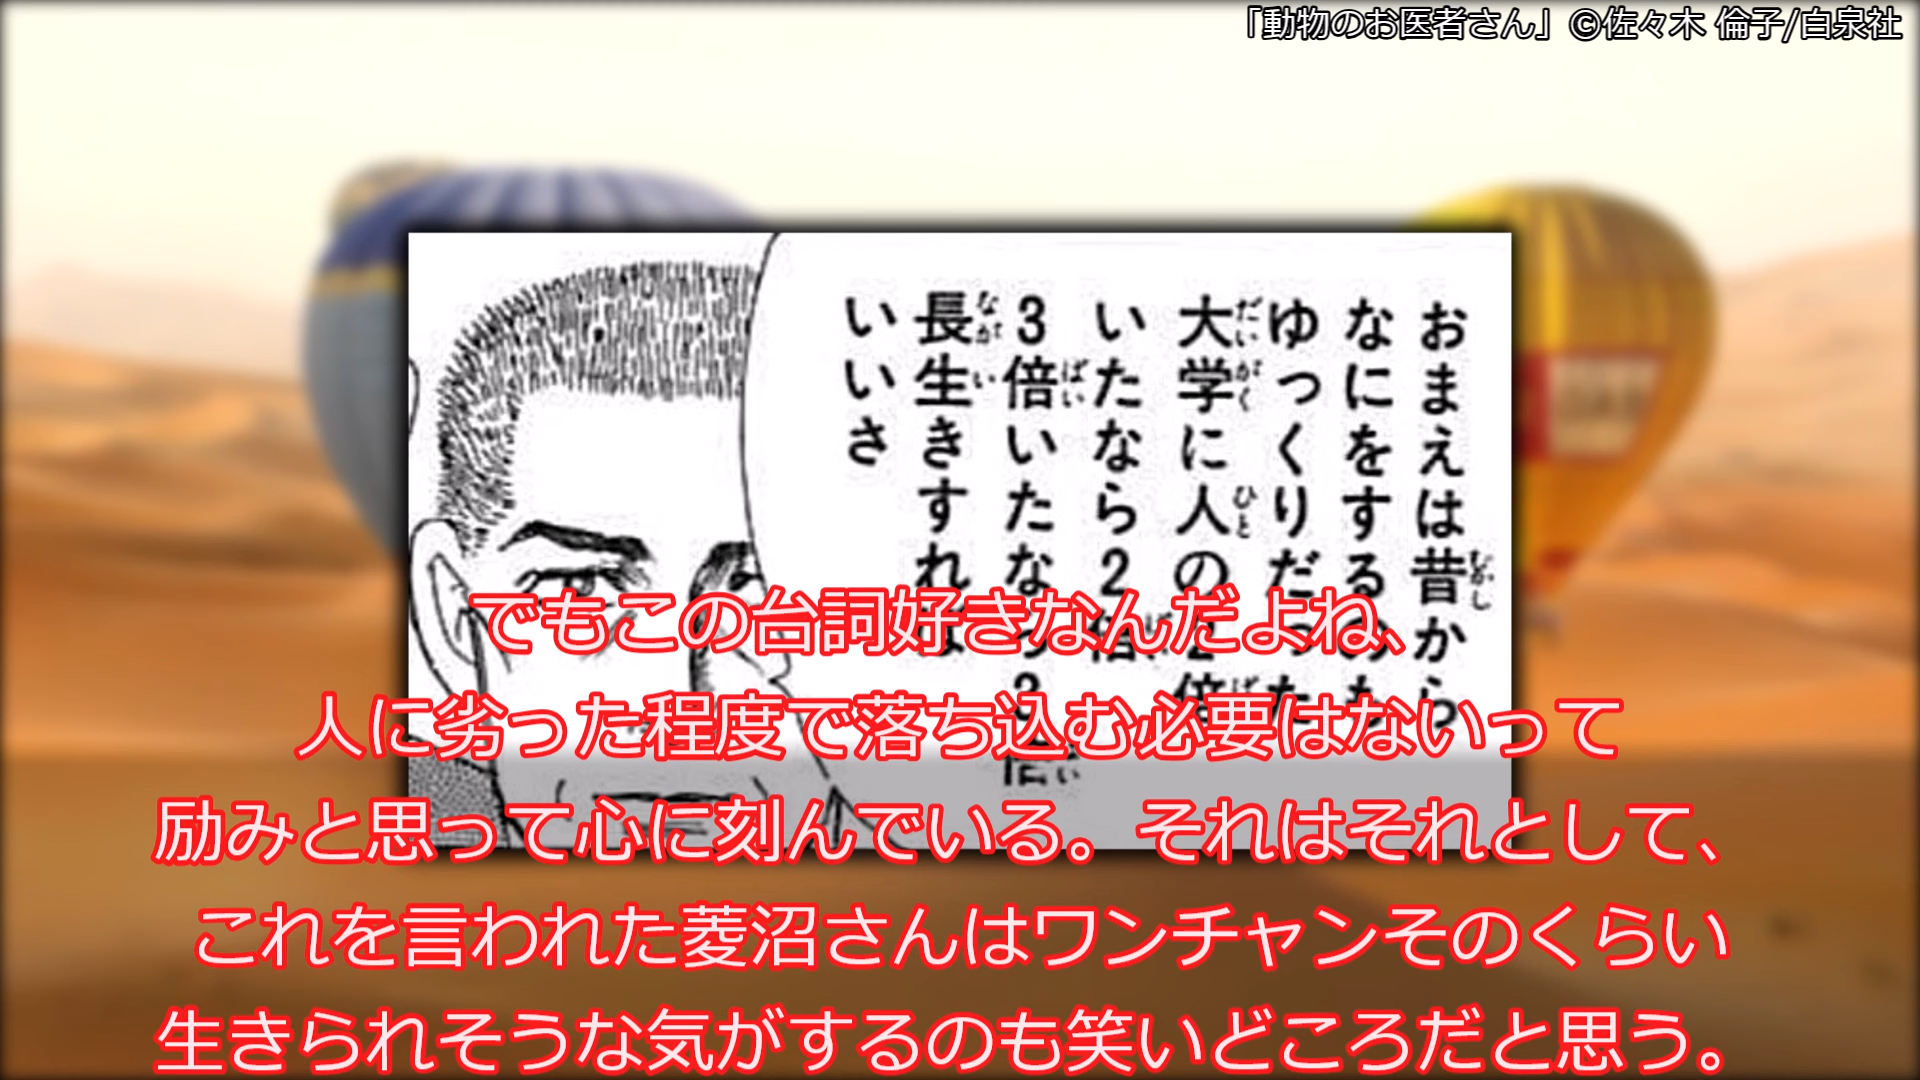 「動物のお医者さん」©佐々木 倫子/白泉社
おまえは昔から
なにをするのも
ゆっくりだった
大学に人の2倍
いたなら2倍
3倍いたなら3倍
長生きすれば
いいさ
でもこの台詞好きなんだよね、
人に劣った程度で落ち込む必要はないって
励みと思って心に刻んでいる。それはそれとして、
これを言われた菱沼さんはワンチャンそのくらい
生きられそうな気がするのも笑いどころだと思う。